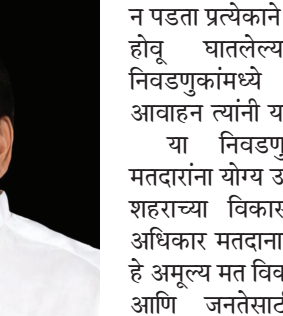 न पडता प्रत्येकाने
होवू घातलेल्य
निवडणुकांमध्ये
आवाहन त्यांनी य
या निवडणु
मतदारांना योग्य उ
शहराच्या विकास
अधिकार मतदाना
हे अमूल्य मत विक
आणि जनतेसाठी